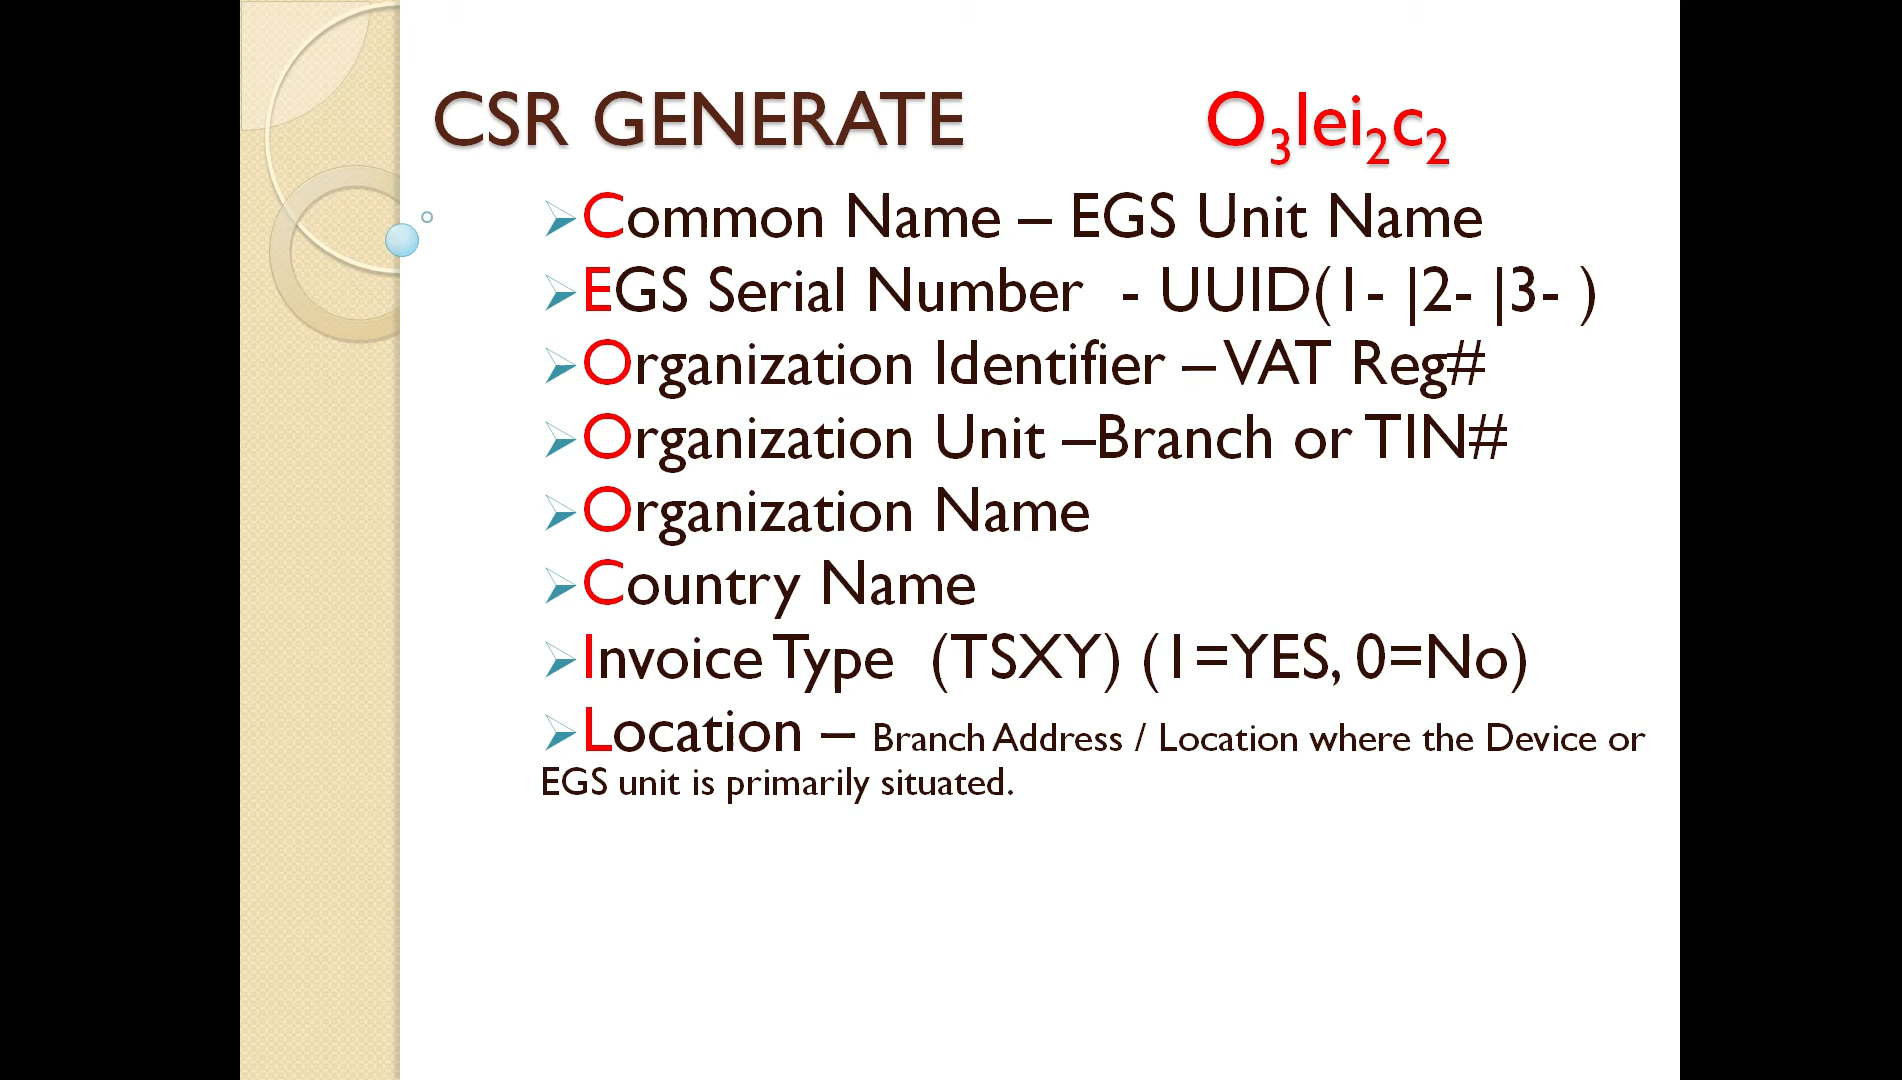 CSR GENERATE O₃lei₂c₂
➢Common Name – EGS Unit Name
➢EGS Serial Number - UUID(1- |2- |3- )
➢Organization Identifier – VAT Reg#
➢Organization Unit –Branch or TIN#
➢Organization Name
➢Country Name
➢Invoice Type (TSXY) (1=YES, 0=No)
➢Location – Branch Address / Location where the Device or
EGS unit is primarily situated.